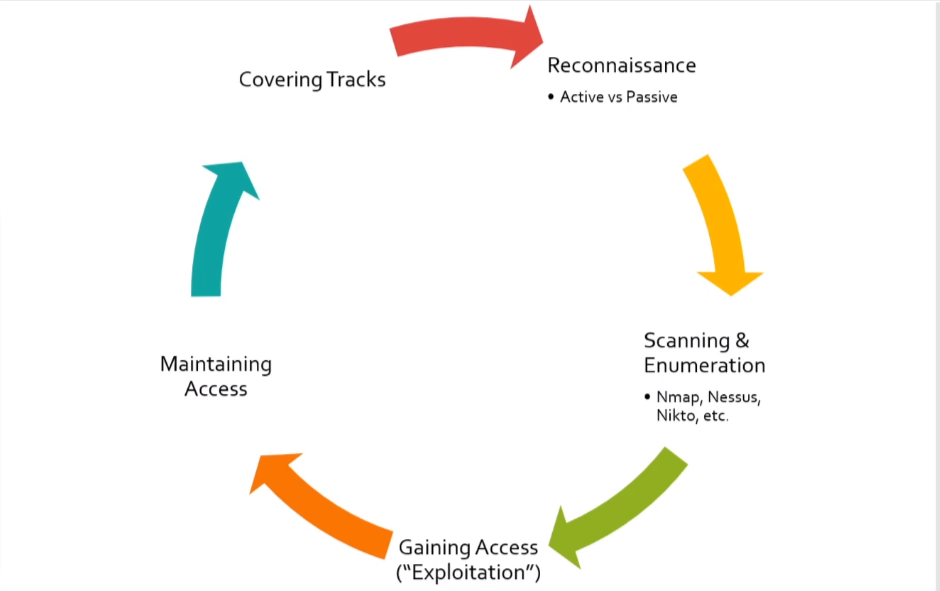 Covering Tracks
Reconnaissance
• Active vs Passive
Scanning &
Enumeration
• Nmap, Nessus,
Nikto, etc.
Gaining Access
(“Exploitation”)
Maintaining
Access